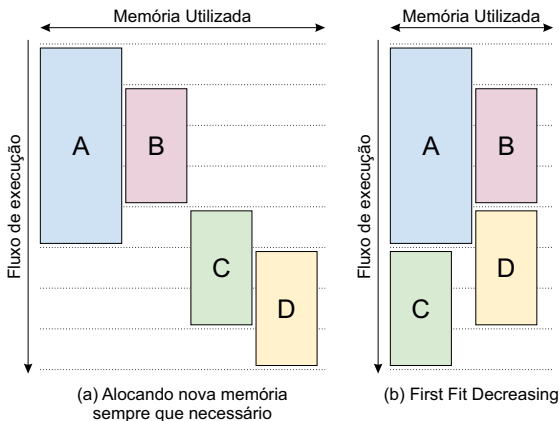 Memória Utilizada
Fluxo de execução
A
B
C
D
(a) Alocando nova memória
sempre que necessário
Memória Utilizada
Fluxo de execução
A
B
D
C
(b) First Fit Decreasing